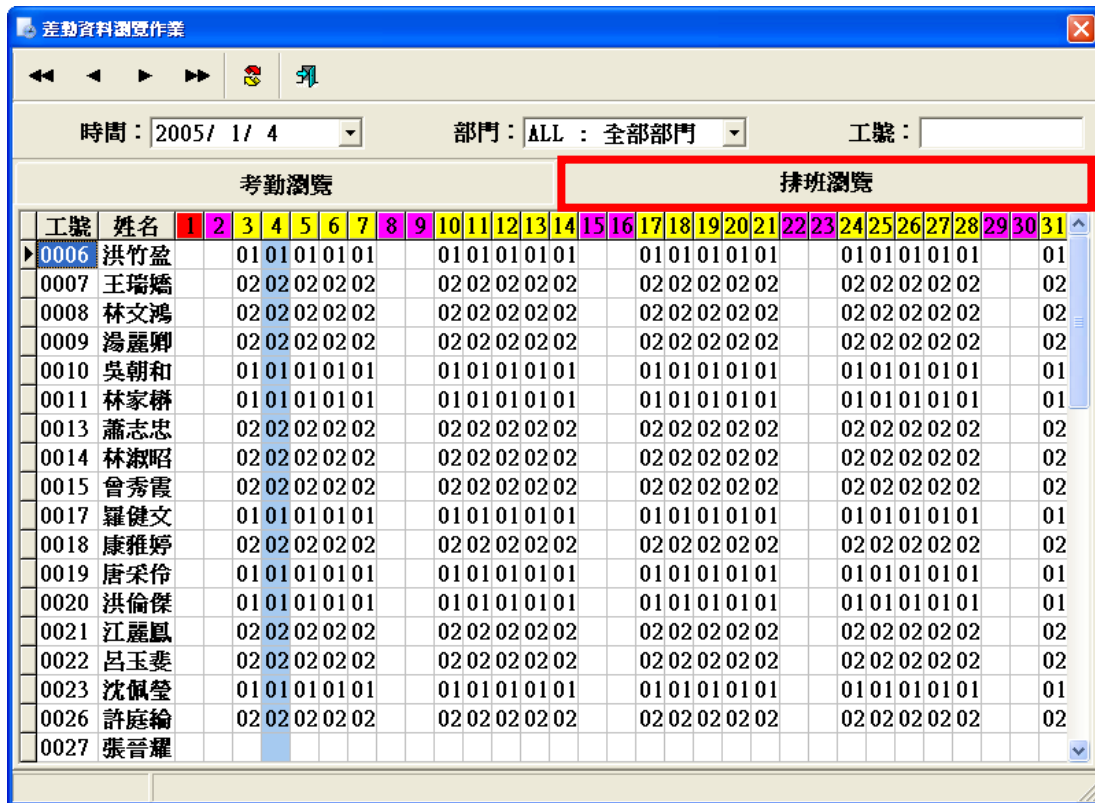 差勤資料瀏覽作業
時間：2005/ 1/ 4 部門：ALL : 全部部門 工號：
考勤瀏覽 排班瀏覽
工號 姓名 1 2 3 4 5 6 7 8 9 10 11 12 13 14 15 16 17 18 19 20 21 22 23 24 25 26 27 28 29 30 31
0006 洪竹盈 01 01 01 01 01 01 01 01 01 01 01 01 01 01 01 01 01 01 01 01 01
0007 王瑞嬌 02 02 02 02 02 02 02 02 02 02 02 02 02 02 02 02 02 02 02 02 02
0008 林文鴻 02 02 02 02 02 02 02 02 02 02 02 02 02 02 02 02 02 02 02 02 02
0009 湯麗卿 02 02 02 02 02 02 02 02 02 02 02 02 02 02 02 02 02 02 02 02 02
0010 吳朝和 01 01 01 01 01 01 01 01 01 01 01 01 01 01 01 01 01 01 01 01 01
0011 林家 01 01 01 01 01 01 01 01 01 01 01 01 01 01 01 01 01 01 01 01 01
0013 蕭志忠 02 02 02 02 02 02 02 02 02 02 02 02 02 02 02 02 02 02 02 02 02
0014 林淑昭 02 02 02 02 02 02 02 02 02 02 02 02 02 02 02 02 02 02 02 02 02
0015 曾秀霞 02 02 02 02 02 02 02 02 02 02 02 02 02 02 02 02 02 02 02 02 02
0017 羅健文 01 01 01 01 01 01 01 01 01 01 01 01 01 01 01 01 01 01 01 01 01
0018 康雅婷 02 02 02 02 02 02 02 02 02 02 02 02 02 02 02 02 02 02 02 02 02
0019 唐采伶 01 01 01 01 01 01 01 01 01 01 01 01 01 01 01 01 01 01 01 01 01
0020 洪倫傑 01 01 01 01 01 01 01 01 01 01 01 01 01 01 01 01 01 01 01 01 01
0021 江麗鳳 02 02 02 02 02 02 02 02 02 02 02 02 02 02 02 02 02 02 02 02 02
0022 呂玉婓 02 02 02 02 02 02 02 02 02 02 02 02 02 02 02 02 02 02 02 02 02
0023 沈佩瑩 01 01 01 01 01 01 01 01 01 01 01 01 01 01 01 01 01 01 01 01 01
0026 許庭綸 02 02 02 02 02 02 02 02 02 02 02 02 02 02 02 02 02 02 02 02 02
0027 張晉耀